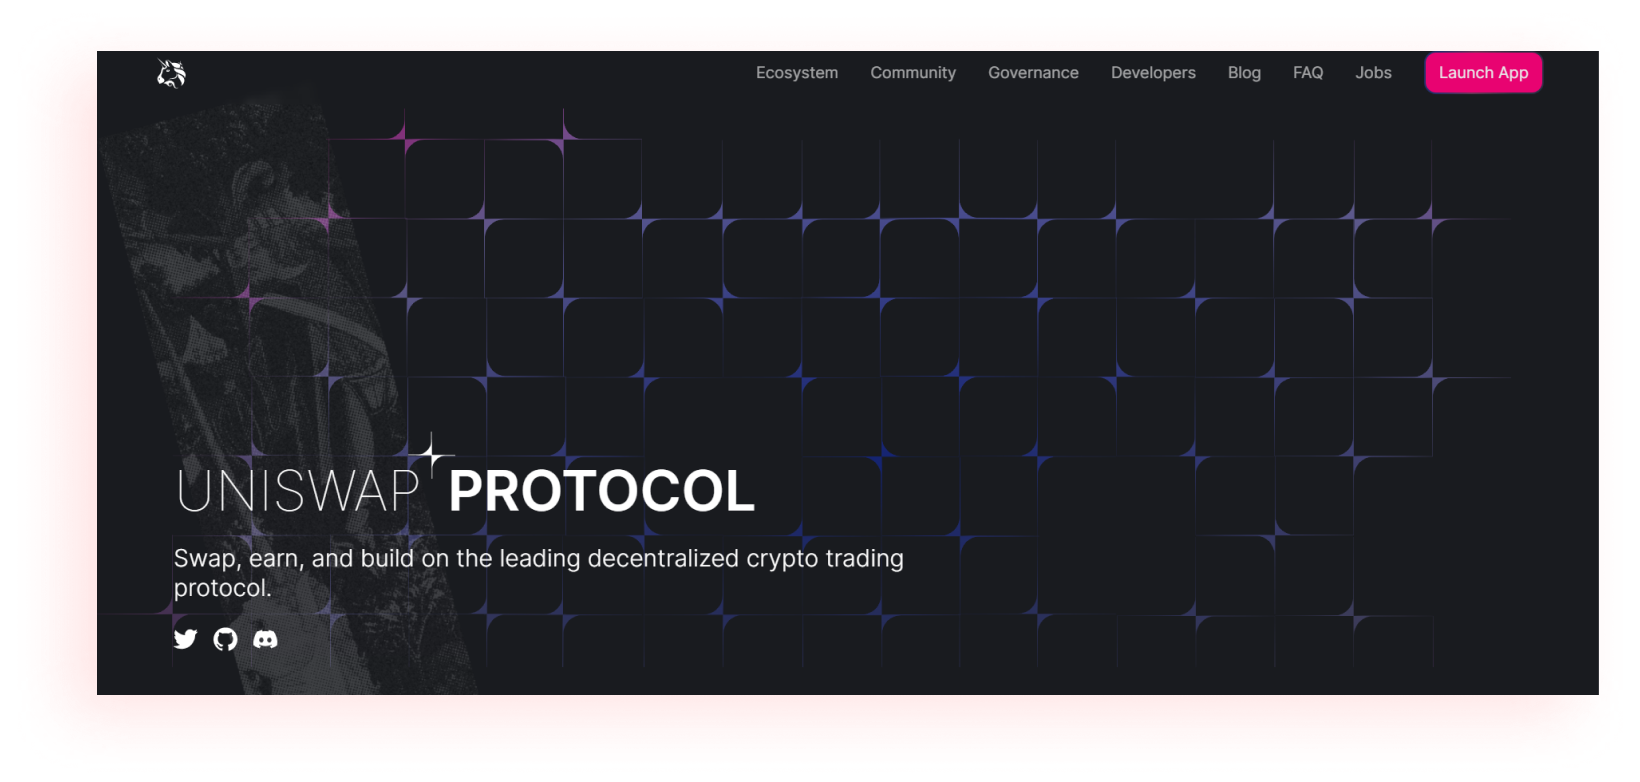 Ecosystem Community Governance Developers Blog FAQ Jobs Launch App
UNISWAP PROTOCOL
Swap, earn, and build on the leading decentralized crypto trading
protocol.